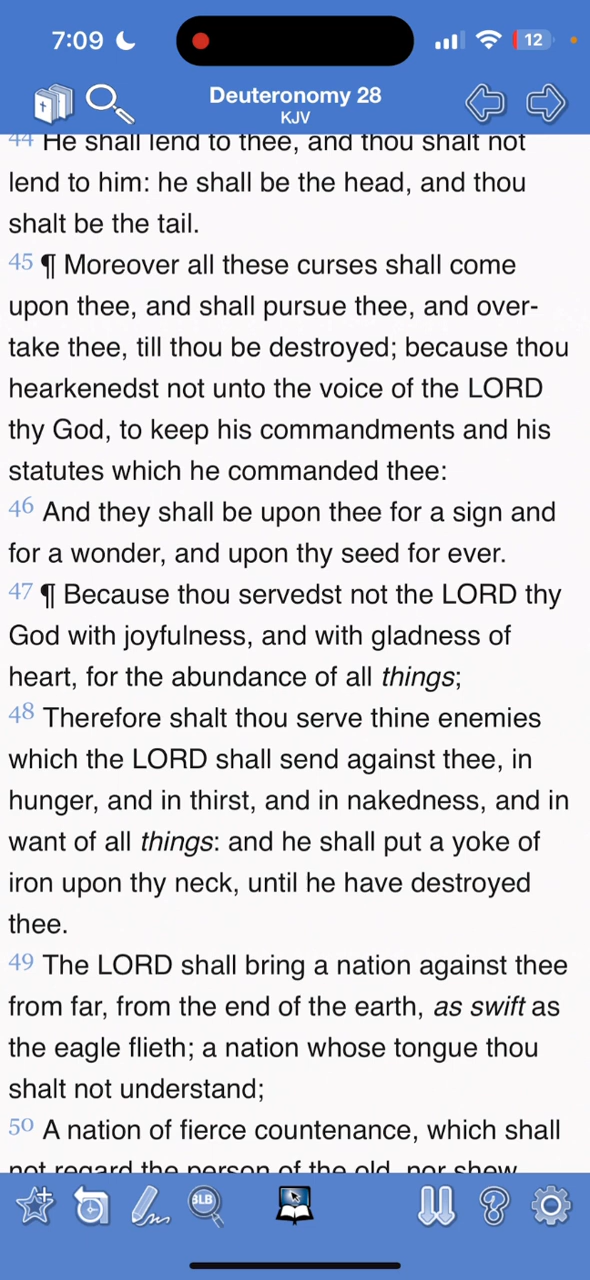 7:09
12
Deuteronomy 28
KJV
44 He shall lend to thee, and thou shalt not
lend to him: he shall be the head, and thou
shalt be the tail.
45 ¶ Moreover all these curses shall come
upon thee, and shall pursue thee, and over-
take thee, till thou be destroyed; because thou
hearkenedst not unto the voice of the LORD
thy God, to keep his commandments and his
statutes which he commanded thee:
46 And they shall be upon thee for a sign and
for a wonder, and upon thy seed for ever.
47 ¶ Because thou servedst not the LORD thy
God with joyfulness, and with gladness of
heart, for the abundance of all things;
48 Therefore shalt thou serve thine enemies
which the LORD shall send against thee, in
hunger, and in thirst, and in nakedness, and in
want of all things: and he shall put a yoke of
iron upon thy neck, until he have destroyed
thee.
49 The LORD shall bring a nation against thee
from far, from the end of the earth, as swift as
the eagle flieth; a nation whose tongue thou
shalt not understand;
50 A nation of fierce countenance, which shall
not regard the person of the old, nor shew
BLB